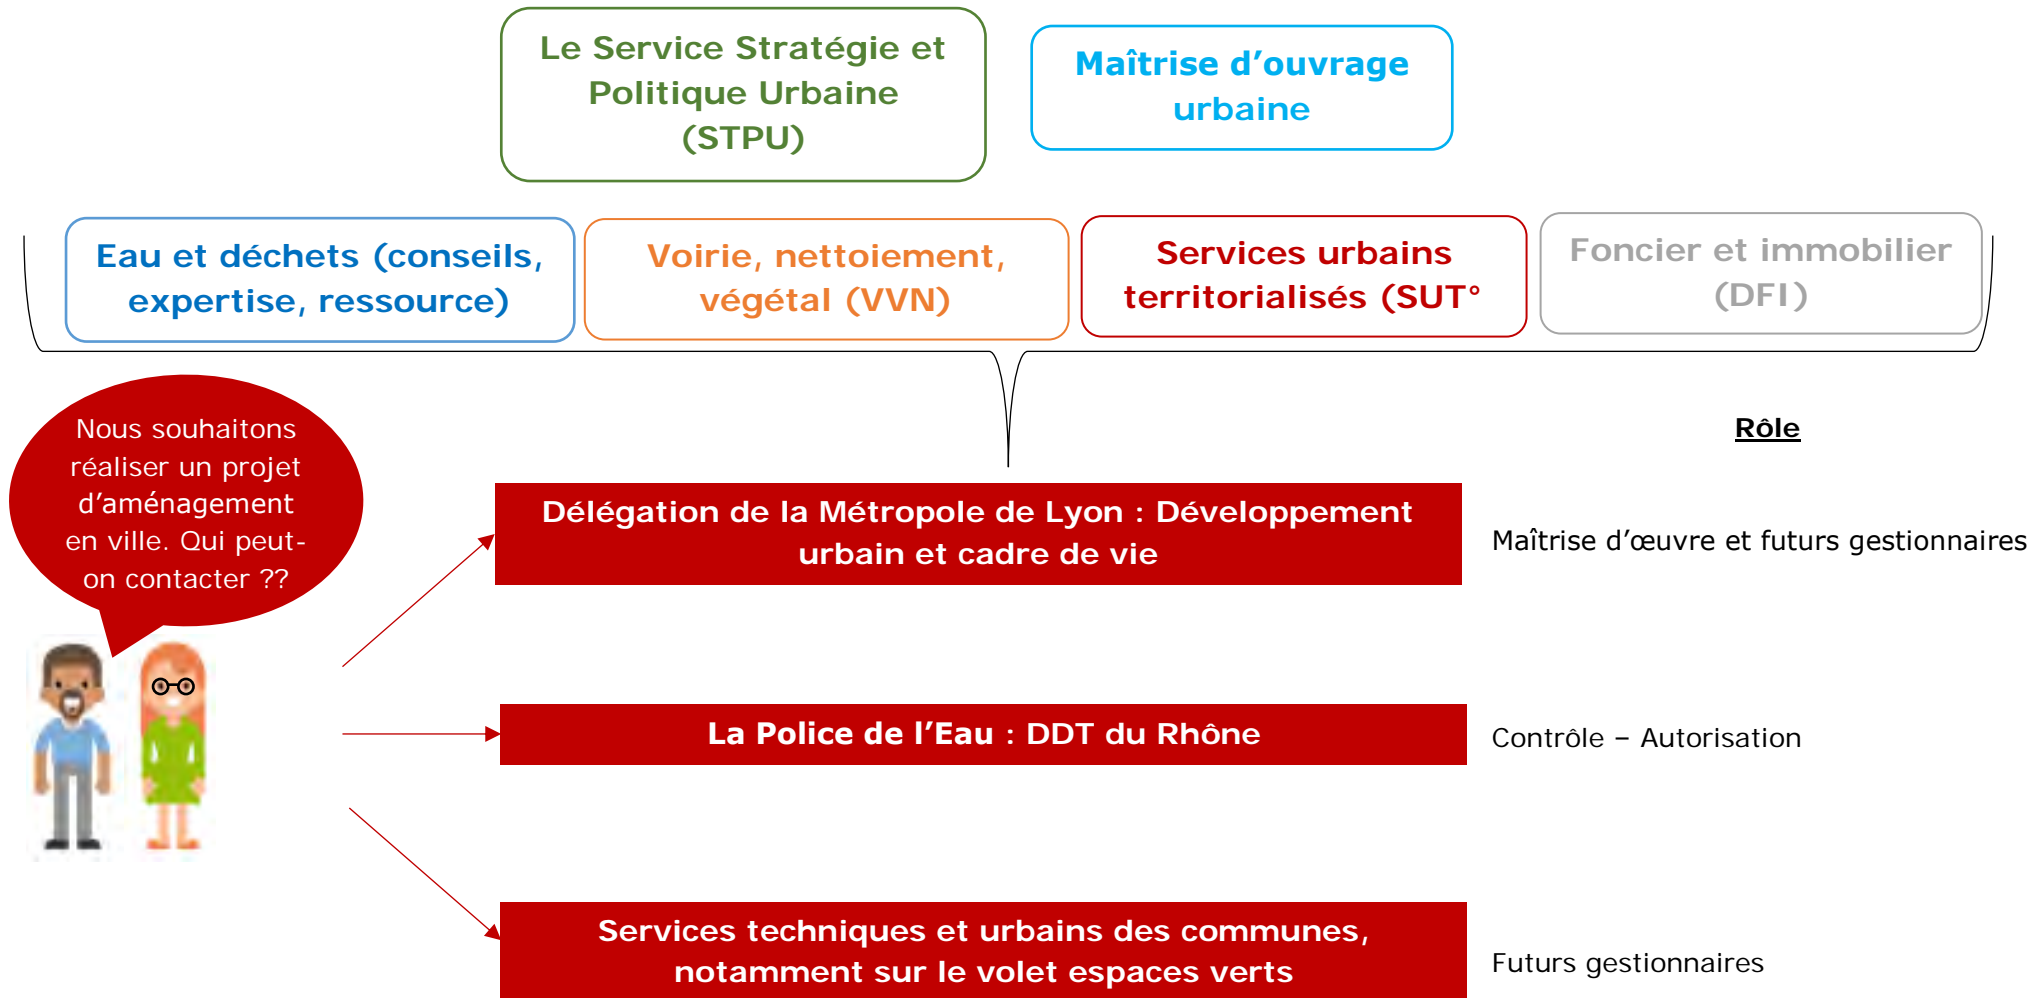 Le Service Stratégie et
Politique Urbaine
(STPU)
Maîtrise d’ouvrage
urbaine
Eau et déchets (conseils,
expertise, ressource)
Voirie, nettoiement,
végétal (VVN)
Services urbains
territorialisés (SUT°
Foncier et immobilier
(DFI)
Nous souhaitons
réaliser un projet
d’aménagement
en ville. Qui peut-
on contacter ??
Rôle
Délégation de la Métropole de Lyon : Développement
urbain et cadre de vie
Maîtrise d’œuvre et futurs gestionnaires
La Police de l’Eau : DDT du Rhône
Contrôle – Autorisation
Services techniques et urbains des communes,
notamment sur le volet espaces verts
Futurs gestionnaires